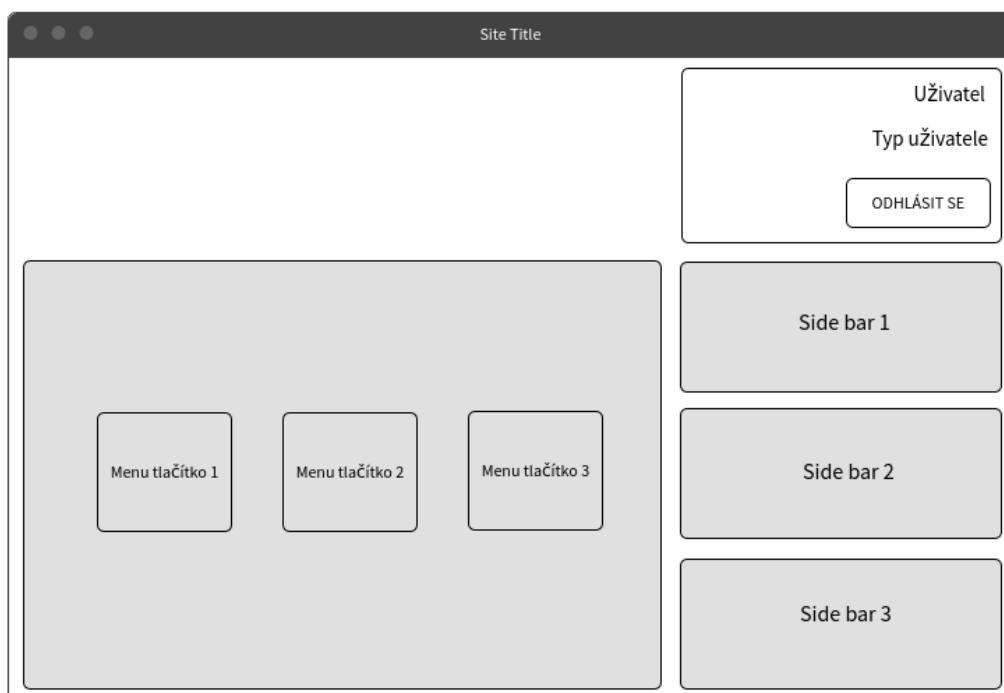 Site Title
Uživatel
Typ uživatele
ODHLÁSIT SE
Menu tlačítko 1
Menu tlačítko 2
Menu tlačítko 3
Side bar 1
Side bar 2
Side bar 3